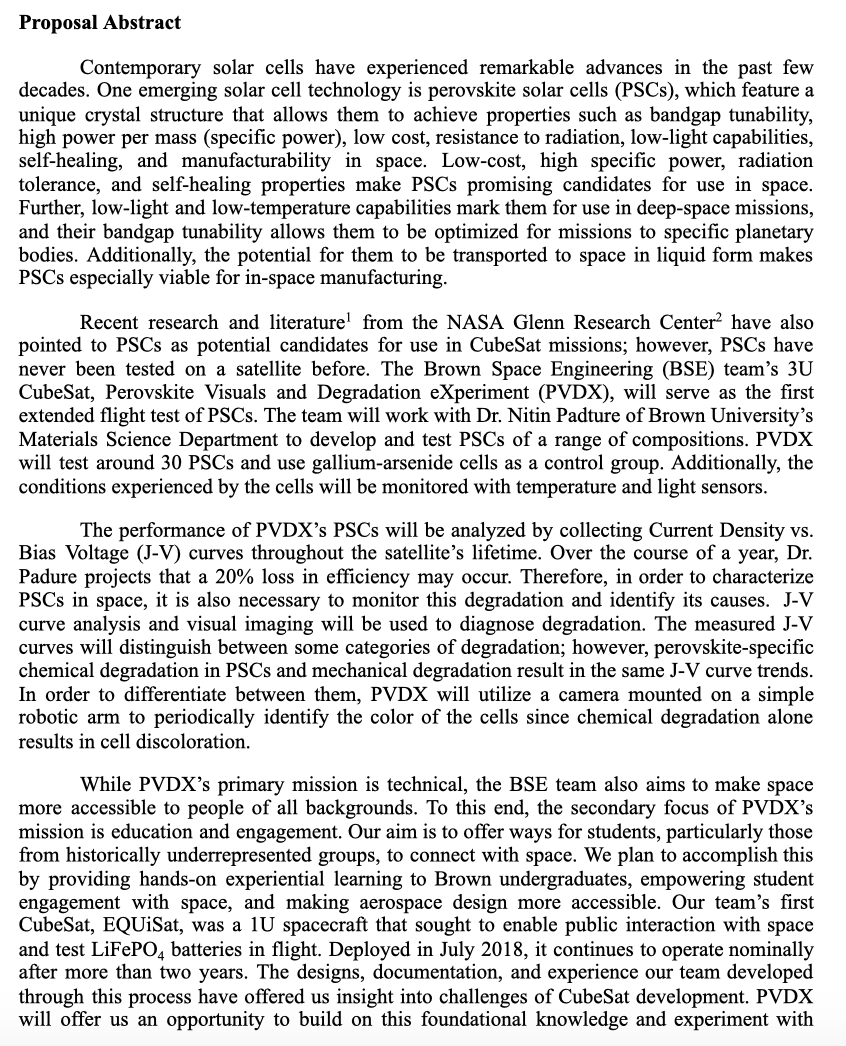 Proposal Abstract
Contemporary solar cells have experienced remarkable advances in the past few
decades. One emerging solar cell technology is perovskite solar cells (PSCs), which feature a
unique crystal structure that allows them to achieve properties such as bandgap tunability,
high power per mass (specific power), low cost, resistance to radiation, low-light capabilities,
self-healing, and manufacturability in space. Low-cost, high specific power, radiation
tolerance, and self-healing properties make PSCs promising candidates for use in space.
Further, low-light and low-temperature capabilities mark them for use in deep-space missions,
and their bandgap tunability allows them to be optimized for missions to specific planetary
bodies. Additionally, the potential for them to be transported to space in liquid form makes
PSCs especially viable for in-space manufacturing.
Recent research and literature¹ from the NASA Glenn Research Center² have also
pointed to PSCs as potential candidates for use in CubeSat missions; however, PSCs have
never been tested on a satellite before. The Brown Space Engineering (BSE) team’s 3U
CubeSat, Perovskite Visuals and Degradation eXperiment (PVDX), will serve as the first
extended flight test of PSCs. The team will work with Dr. Nitin Padture of Brown University’s
Materials Science Department to develop and test PSCs of a range of compositions. PVDX
will test around 30 PSCs and use gallium-arsenide cells as a control group. Additionally, the
conditions experienced by the cells will be monitored with temperature and light sensors.
The performance of PVDX’s PSCs will be analyzed by collecting Current Density vs.
Bias Voltage (J-V) curves throughout the satellite’s lifetime. Over the course of a year, Dr.
Padure projects that a 20% loss in efficiency may occur. Therefore, in order to characterize
PSCs in space, it is also necessary to monitor this degradation and identify its causes. J-V
curve analysis and visual imaging will be used to diagnose degradation. The measured J-V
curves will distinguish between some categories of degradation; however, perovskite-specific
chemical degradation in PSCs and mechanical degradation result in the same J-V curve trends.
In order to differentiate between them, PVDX will utilize a camera mounted on a simple
robotic arm to periodically identify the color of the cells since chemical degradation alone
results in cell discoloration.
While PVDX’s primary mission is technical, the BSE team also aims to make space
more accessible to people of all backgrounds. To this end, the secondary focus of PVDX’s
mission is education and engagement. Our aim is to offer ways for students, particularly those
from historically underrepresented groups, to connect with space. We plan to accomplish this
by providing hands-on experiential learning to Brown undergraduates, empowering student
engagement with space, and making aerospace design more accessible. Our team’s first
CubeSat, EQUiSat, was a 1U spacecraft that sought to enable public interaction with space
and test LiFePO₄ batteries in flight. Deployed in July 2018, it continues to operate nominally
after more than two years. The designs, documentation, and experience our team developed
through this process have offered us insight into challenges of CubeSat development. PVDX
will offer us an opportunity to build on this foundational knowledge and experiment with